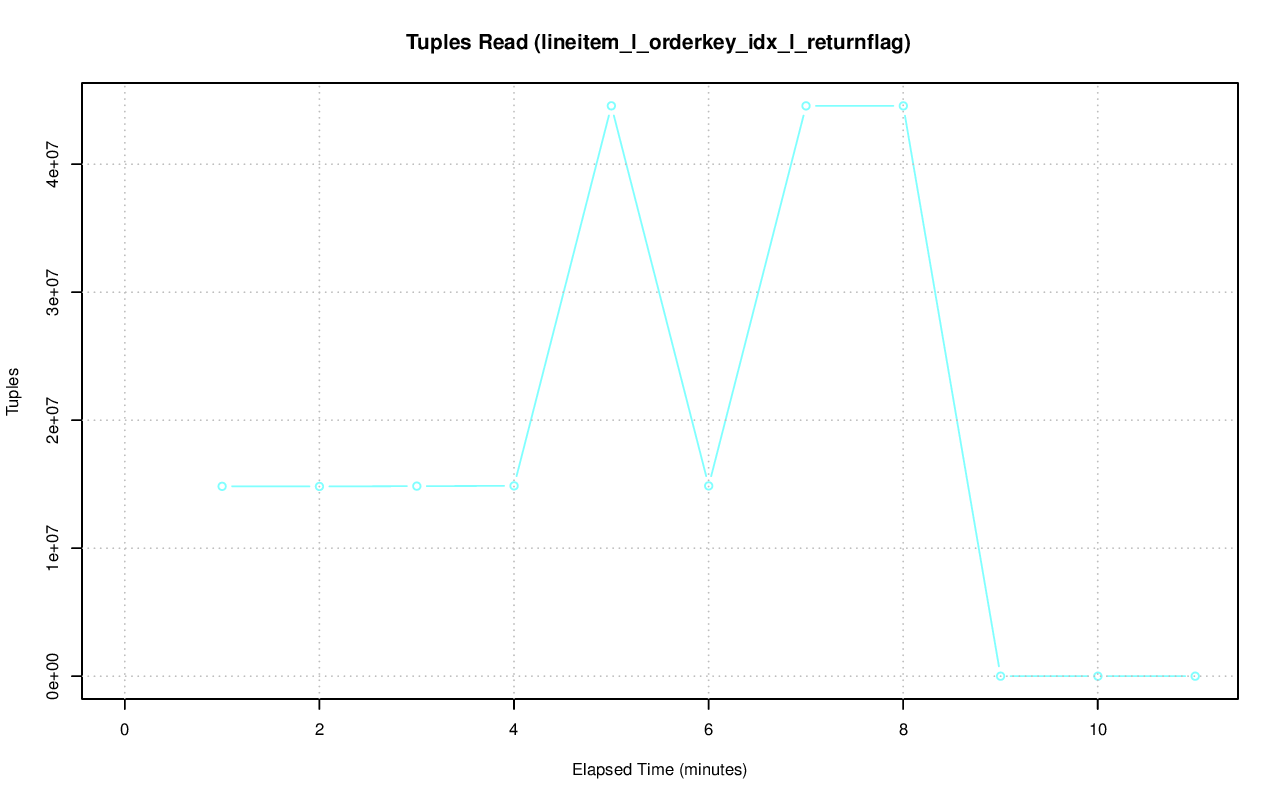 Tuples Read (lineitem_l_orderkey_idx_l_returnflag)
Tuples
4e+07
3e+07
2e+07
1e+07
0e+00
0 2 4 6 8 10
Elapsed Time (minutes)